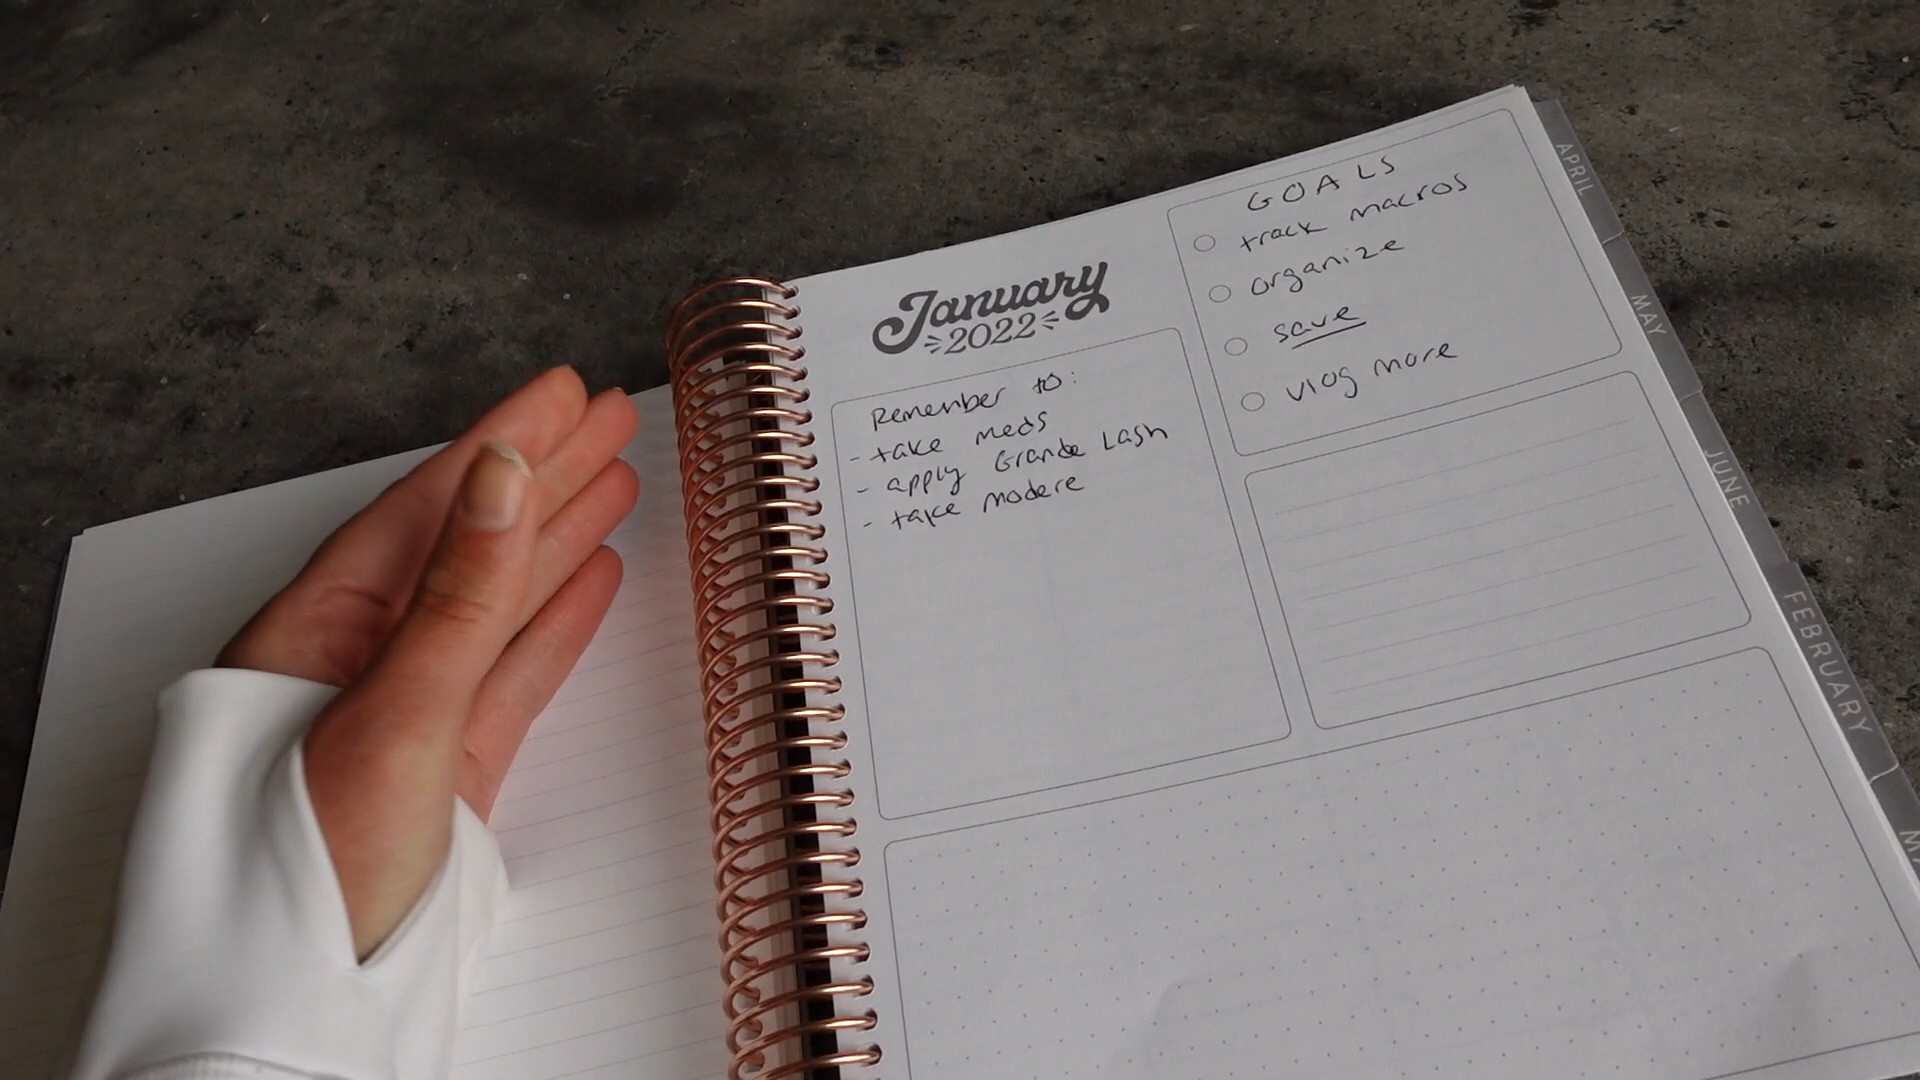 January
2022
Remember to:
- take meds
- apply Grande Lash
- take modere
GOALS
track macros
organize
save
vlog more
APRIL
MAY
JUNE
FEBRUARY